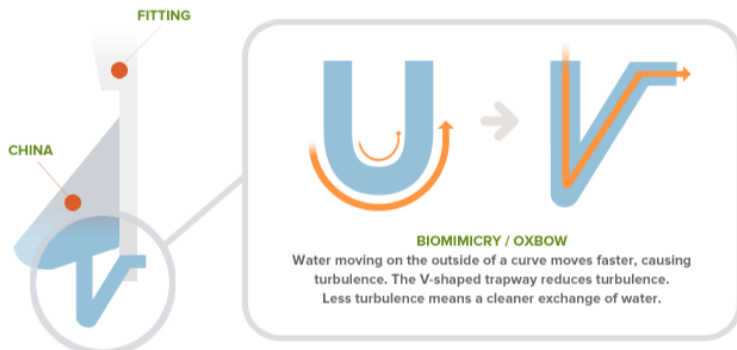 FITTING
CHINA
BIOMIMICRY / OXBOW
Water moving on the outside of a curve moves faster, causing
turbulence. The V-shaped trapway reduces turbulence.
Less turbulence means a cleaner exchange of water.